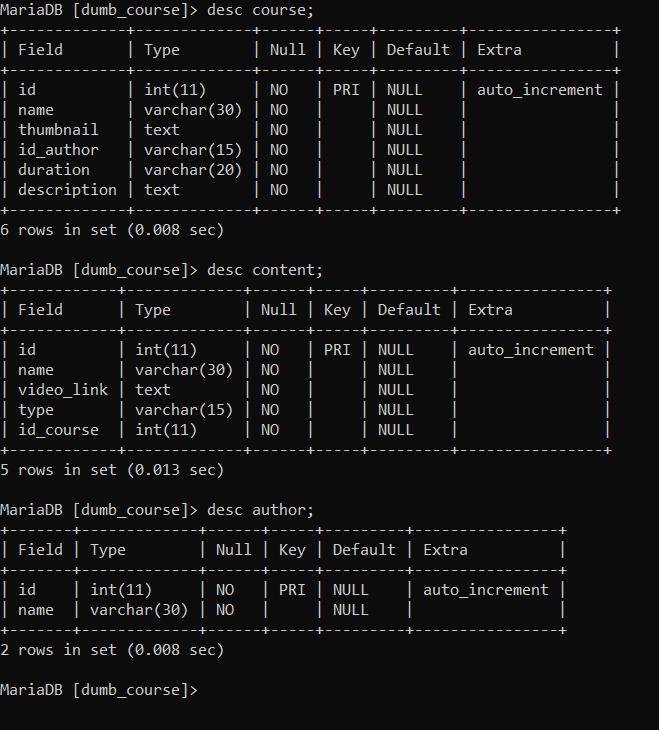 MariaDB [dumb_course]> desc course;
+-------------+-------------+------+-----+---------+----------------+
| Field       | Type        | Null | Key | Default | Extra          |
+-------------+-------------+------+-----+---------+----------------+
| id          | int(11)     | NO   | PRI | NULL    | auto_increment |
| name        | varchar(30) | NO   |     | NULL    |                |
| thumbnail   | text        | NO   |     | NULL    |                |
| id_author   | varchar(15) | NO   |     | NULL    |                |
| duration    | varchar(20) | NO   |     | NULL    |                |
| description | text        | NO   |     | NULL    |                |
+-------------+-------------+------+-----+---------+----------------+
6 rows in set (0.008 sec)
MariaDB [dumb_course]> desc content;
+------------+-------------+------+-----+---------+----------------+
| Field      | Type        | Null | Key | Default | Extra          |
+------------+-------------+------+-----+---------+----------------+
| id         | int(11)     | NO   | PRI | NULL    | auto_increment |
| name       | varchar(30) | NO   |     | NULL    |                |
| video_link | text        | NO   |     | NULL    |                |
| type       | varchar(15) | NO   |     | NULL    |                |
| id_course  | int(11)     | NO   |     | NULL    |                |
+------------+-------------+------+-----+---------+----------------+
5 rows in set (0.013 sec)
MariaDB [dumb_course]> desc author;
+-------+-------------+------+-----+---------+----------------+
| Field | Type        | Null | Key | Default | Extra          |
+-------+-------------+------+-----+---------+----------------+
| id    | int(11)     | NO   | PRI | NULL    | auto_increment |
| name  | varchar(30) | NO   |     | NULL    |                |
+-------+-------------+------+-----+---------+----------------+
2 rows in set (0.008 sec)
MariaDB [dumb_course]>